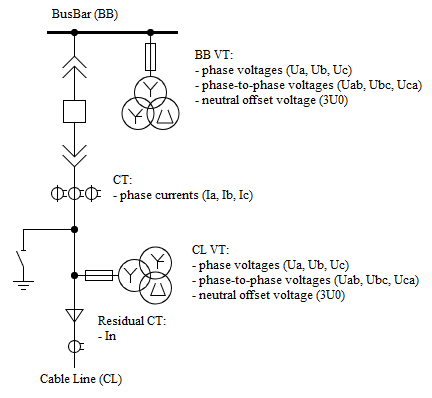 BusBar (BB)
BB VT:
- phase voltages (Ua, Ub, Uc)
- phase-to-phase voltages (Uab, Ubc, Uca)
- neutral offset voltage (3U0)
CT:
- phase currents (Ia, Ib, Ic)
CL VT:
- phase voltages (Ua, Ub, Uc)
- phase-to-phase voltages (Uab, Ubc, Uca)
- neutral offset voltage (3U0)
Residual CT:
- In
Cable Line (CL)